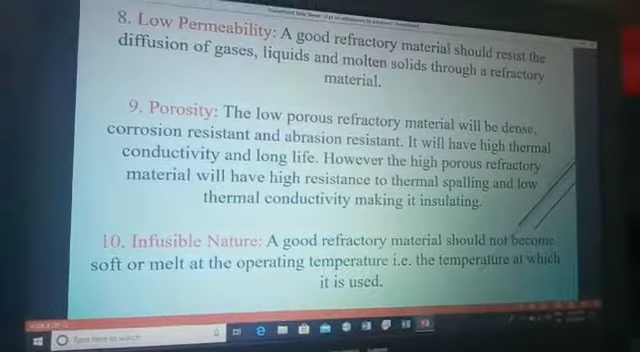 8. Low Permeability: A good refractory material should resist the
diffusion of gases, liquids and molten solids through a refractory
material.
9. Porosity: The low porous refractory material will be dense,
corrosion resistant and abrasion resistant. It will have high thermal
conductivity and long life. However the high porous refractory
material will have high resistance to thermal spalling and low
thermal conductivity making it insulating.
10. Infusible Nature: A good refractory material should not become
soft or melt at the operating temperature i.e. the temperature at which
it is used.
Type here to search